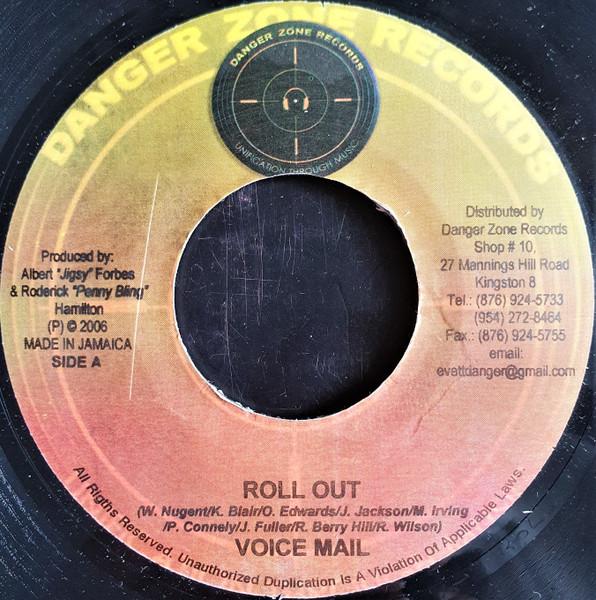 DANGER ZONE RECORDS
DANGER ZONE RECORDS
UNIFICATION THROUGH MUSIC
Produced by:
Albert "Jigsy" Forbes
& Roderick "Penny Bling"
Hamilton
(P) © 2006
MADE IN JAMAICA
SIDE A
Distributed by
Danger Zone Records
Shop # 10,
27 Mannings Hill Road
Kingston 8
Tel.: (876) 924-5733
(954) 272-8464
Fax.: (876) 924-5755
email:
evattdanger@gmail.com
ROLL OUT
(W. Nugent/K. Blair/O. Edwards/J. Jackson/M. Irving
/P. Connely/J. Fuller/R. Berry Hill/R. Wilson)
VOICE MAIL
All Rigths Reserved. Unauthorized Duplication Is A Violation Of Applicable Laws.